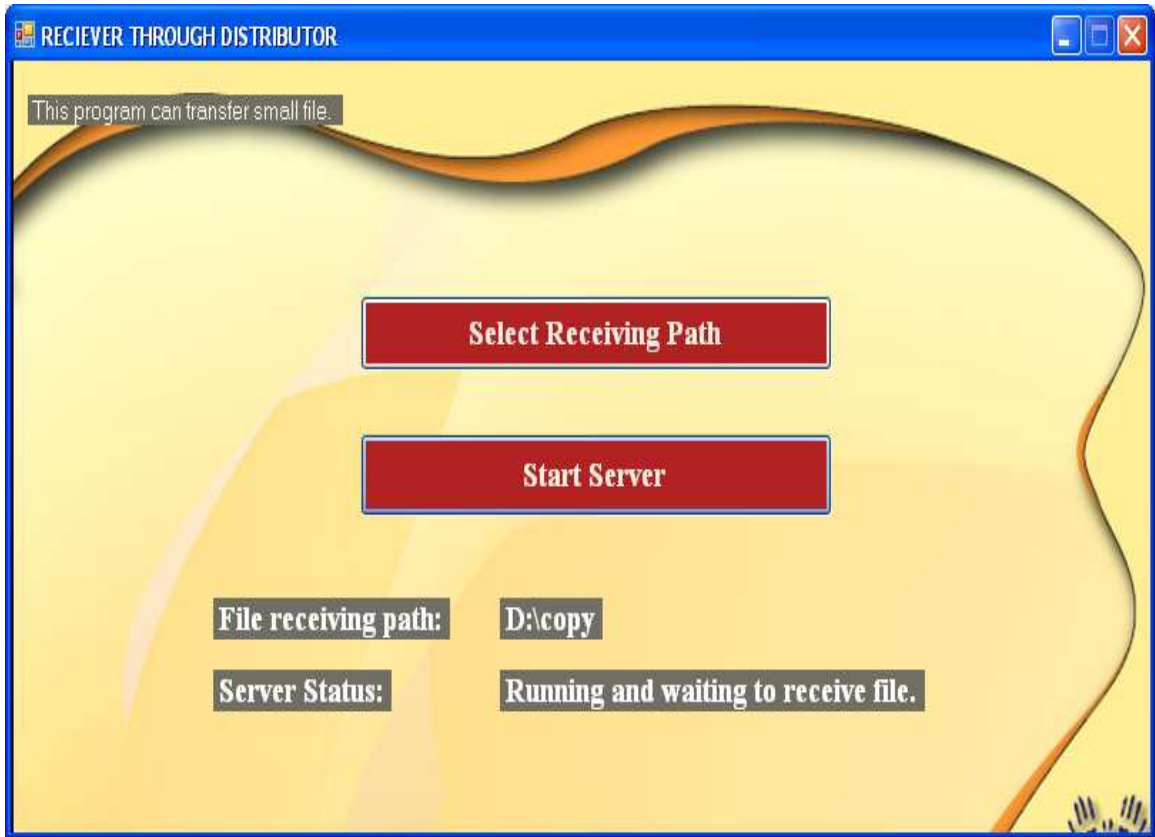 RECIEVER THROUGH DISTRIBUTOR
This program can transfer small file.
Select Receiving Path
Start Server
File receiving path: D:\copy
Server Status: Running and waiting to receive file.